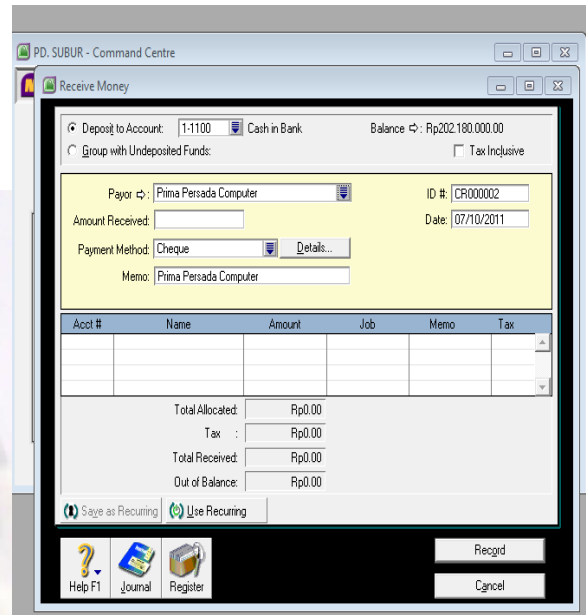 PD. SUBUR - Command Centre
Receive Money
Deposit to Account: 1-1100 Cash in Bank Balance ⇨: Rp202.180.000.00
Group with Undeposited Funds: Tax Inclusive
Payor ⇨: Prima Persada Computer ID #: CR000002
Amount Received: Date: 07/10/2011
Payment Method: Cheque Details...
Memo: Prima Persada Computer
Acct # Name Amount Job Memo Tax
Total Allocated: Rp0.00
Tax : Rp0.00
Total Received: Rp0.00
Out of Balance: Rp0.00
Save as Recurring Use Recurring
Help F1 Journal Register
Record
Cancel